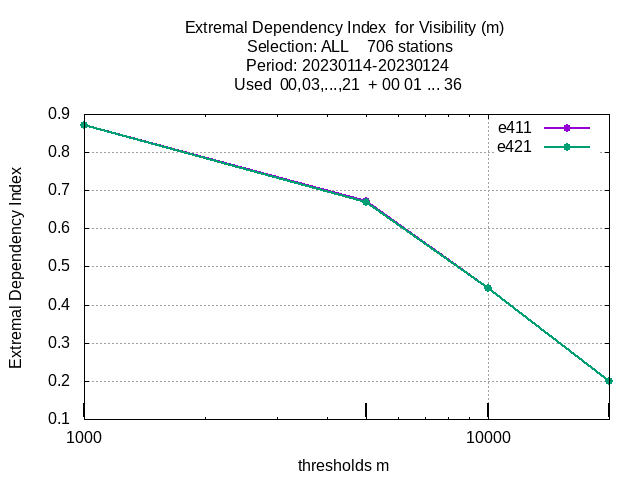 Extremal Dependency Index  for Visibility (m)
Selection: ALL    706 stations
Period: 20230114-20230124
Used  00,03,...,21  + 00 01 ... 36
e411
e421
0.9
0.8
0.7
0.6
0.5
0.4
0.3
0.2
0.1
Extremal Dependency Index
1000
10000
thresholds m